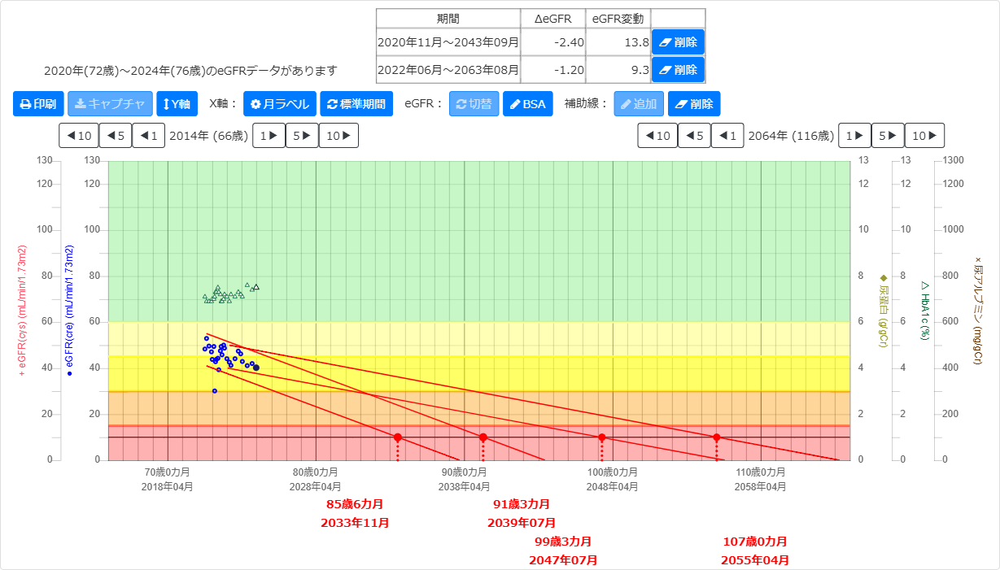 期間 ΔeGFR eGFR変動
2020年11月～2043年09月 -2.40 13.8 削除
2022年06月～2063年08月 -1.20 9.3 削除
2020年(72歳)～2024年(76歳)のeGFRデータがあります
印刷 キャプチャ Y軸 X軸： 月ラベル 標準期間 eGFR： 切替 BSA 補助線： 追加 削除
◀10 ◀5 ◀1 2014年 (66歳) 1▶ 5▶ 10▶ ◀10 ◀5 ◀1 2064年 (116歳) 1▶ 5▶ 10▶
130 130 13 13 1300
120 120 12 12 1200
100 100 10 10 1000
80 80 8 8 800
60 60 6 6 600
40 40 4 4 400
20 20 2 2 200
0 0 0 0 0
+ eGFR(cys) (mL/min/1.73m2)
● eGFR(cre) (mL/min/1.73m2)
◆ 尿蛋白 (g/gCr)
△ HbA1c (%)
× 尿アルブミン (mg/gCr)
70歳0カ月 80歳0カ月 90歳0カ月 100歳0カ月 110歳0カ月
2018年04月 2028年04月 2038年04月 2048年04月 2058年04月
85歳6カ月 91歳3カ月
2033年11月 2039年07月
99歳3カ月 107歳0カ月
2047年07月 2055年04月